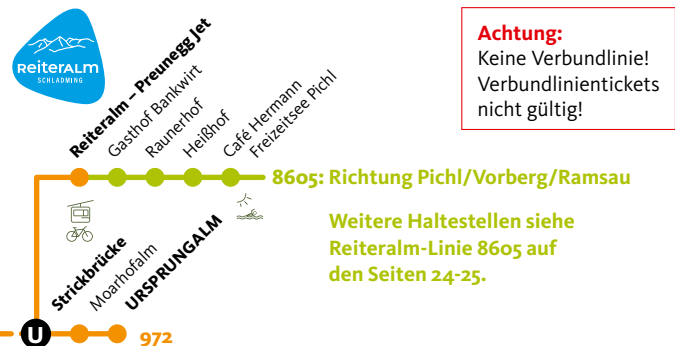 ReiteRAlm
SCHLADMING
Reiteralm – Preunegg Jet
Gasthof Bankwirt
Raunerhof
Heißhof
Café Hermann
Freizeitsee Pichl
Achtung:
Keine Verbundlinie!
Verbundlinientickets
nicht gültig!
8605: Richtung Pichl/Vorberg/Ramsau
Weitere Haltestellen siehe
Reiteralm-Linie 8605 auf
den Seiten 24-25.
Strickbrücke
Moarhofalm
URSPRUNGALM
U
972